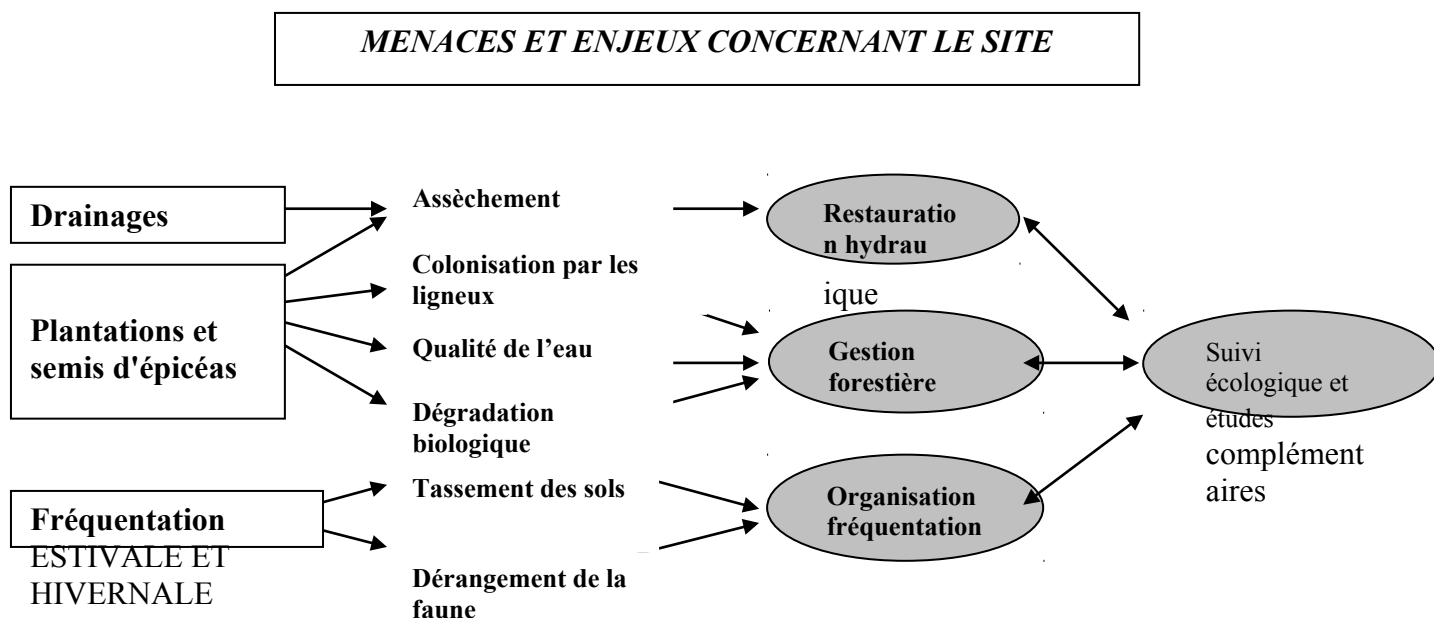 MENACES ET ENJEUX CONCERNANT LE SITE
Drainages
Plantations et
semis d'épicéas
Fréquentation
ESTIVALE ET
HIVERNALE
Assèchement
Colonisation par les
ligneux
Qualité de l’eau
Dégradation
biologique
Tassement des sols
Dérangement de la
faune
Restauratio
n hydrau
ique
Gestion
forestière
Organisation
fréquentation
Suivi
écologique et
études
complément
aires